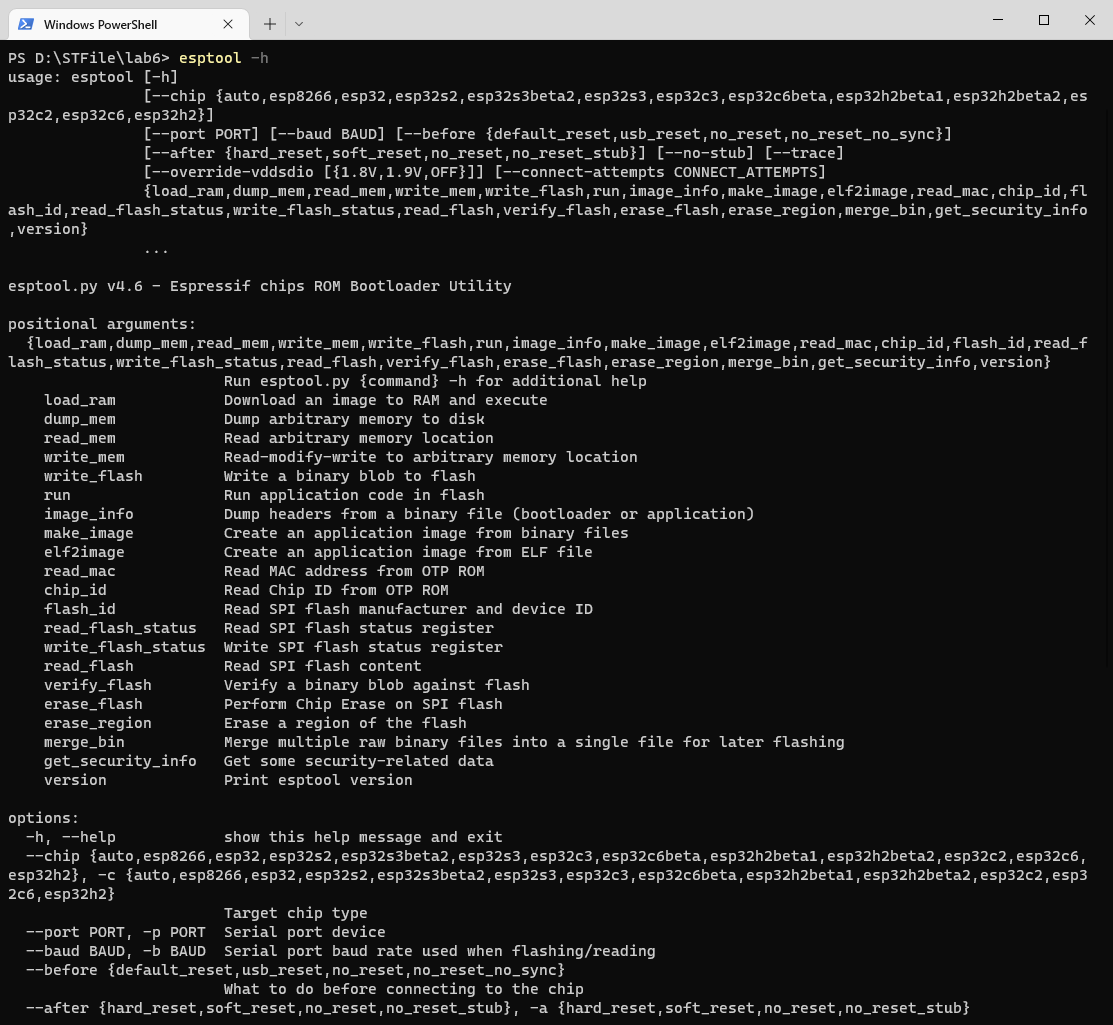 Windows PowerShell
PS D:\STFile\lab6> esptool -h
usage: esptool [-h]
               [--chip {auto,esp8266,esp32,esp32s2,esp32s3beta2,esp32s3,esp32c3,esp32c6beta,esp32h2beta1,esp32h2beta2,es
p32c2,esp32c6,esp32h2}]
               [--port PORT] [--baud BAUD] [--before {default_reset,usb_reset,no_reset,no_reset_no_sync}]
               [--after {hard_reset,soft_reset,no_reset,no_reset_stub}] [--no-stub] [--trace]
               [--override-vddsdio [{1.8V,1.9V,OFF}]] [--connect-attempts CONNECT_ATTEMPTS]
               {load_ram,dump_mem,read_mem,write_mem,write_flash,run,image_info,make_image,elf2image,read_mac,chip_id,fl
ash_id,read_flash_status,write_flash_status,read_flash,verify_flash,erase_flash,erase_region,merge_bin,get_security_info
,version}
               ...

esptool.py v4.6 - Espressif chips ROM Bootloader Utility

positional arguments:
  {load_ram,dump_mem,read_mem,write_mem,write_flash,run,image_info,make_image,elf2image,read_mac,chip_id,flash_id,read_f
lash_status,write_flash_status,read_flash,verify_flash,erase_flash,erase_region,merge_bin,get_security_info,version}
                        Run esptool.py {command} -h for additional help
    load_ram            Download an image to RAM and execute
    dump_mem            Dump arbitrary memory to disk
    read_mem            Read arbitrary memory location
    write_mem           Read-modify-write to arbitrary memory location
    write_flash         Write a binary blob to flash
    run                 Run application code in flash
    image_info          Dump headers from a binary file (bootloader or application)
    make_image          Create an application image from binary files
    elf2image           Create an application image from ELF file
    read_mac            Read MAC address from OTP ROM
    chip_id             Read Chip ID from OTP ROM
    flash_id            Read SPI flash manufacturer and device ID
    read_flash_status   Read SPI flash status register
    write_flash_status  Write SPI flash status register
    read_flash          Read SPI flash content
    verify_flash        Verify a binary blob against flash
    erase_flash         Perform Chip Erase on SPI flash
    erase_region        Erase a region of the flash
    merge_bin           Merge multiple raw binary files into a single file for later flashing
    get_security_info   Get some security-related data
    version             Print esptool version

options:
  -h, --help            show this help message and exit
  --chip {auto,esp8266,esp32,esp32s2,esp32s3beta2,esp32s3,esp32c3,esp32c6beta,esp32h2beta1,esp32h2beta2,esp32c2,esp32c6,
esp32h2}, -c {auto,esp8266,esp32,esp32s2,esp32s3beta2,esp32s3,esp32c3,esp32c6beta,esp32h2beta1,esp32h2beta2,esp32c2,esp3
2c6,esp32h2}
                        Target chip type
  --port PORT, -p PORT  Serial port device
  --baud BAUD, -b BAUD  Serial port baud rate used when flashing/reading
  --before {default_reset,usb_reset,no_reset,no_reset_no_sync}
                        What to do before connecting to the chip
  --after {hard_reset,soft_reset,no_reset,no_reset_stub}, -a {hard_reset,soft_reset,no_reset,no_reset_stub}